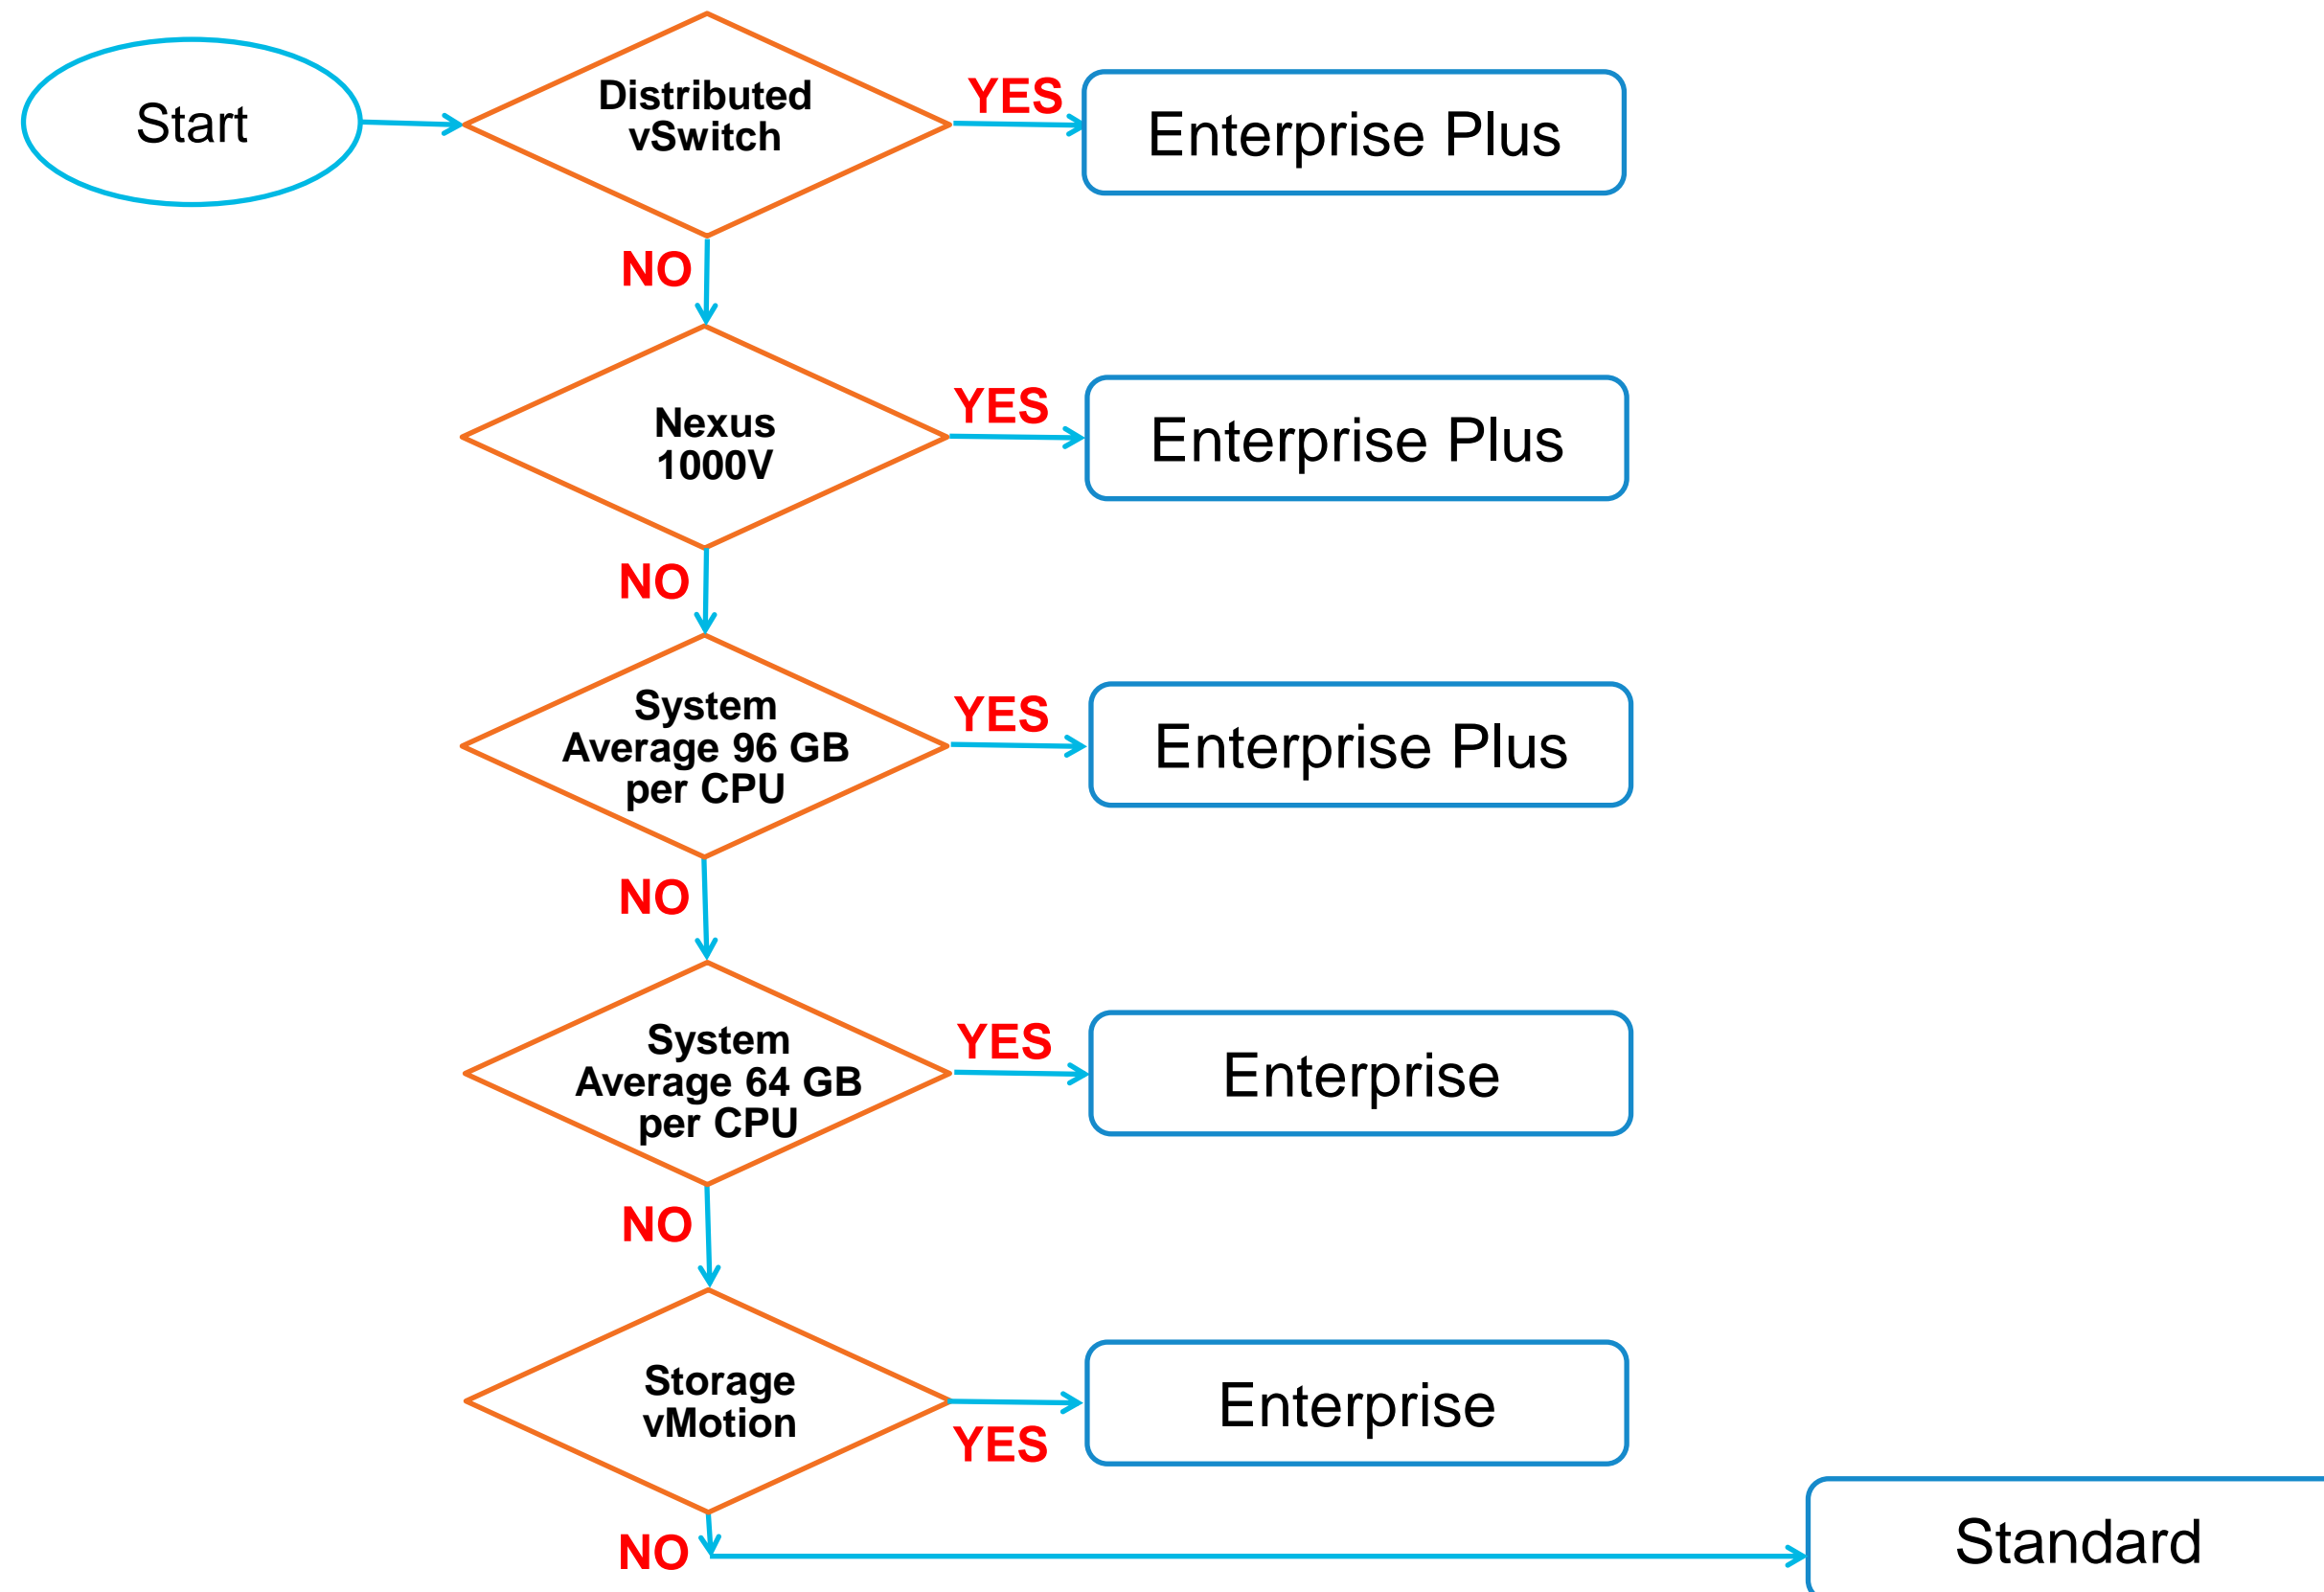 Start
Distributed
vSwitch
YES
Enterprise Plus
NO
Nexus
1000V
YES
Enterprise Plus
NO
System
Average 96 GB
per CPU
YES
Enterprise Plus
NO
System
Average 64 GB
per CPU
YES
Enterprise
NO
Storage
vMotion
YES
Enterprise
NO
Standard